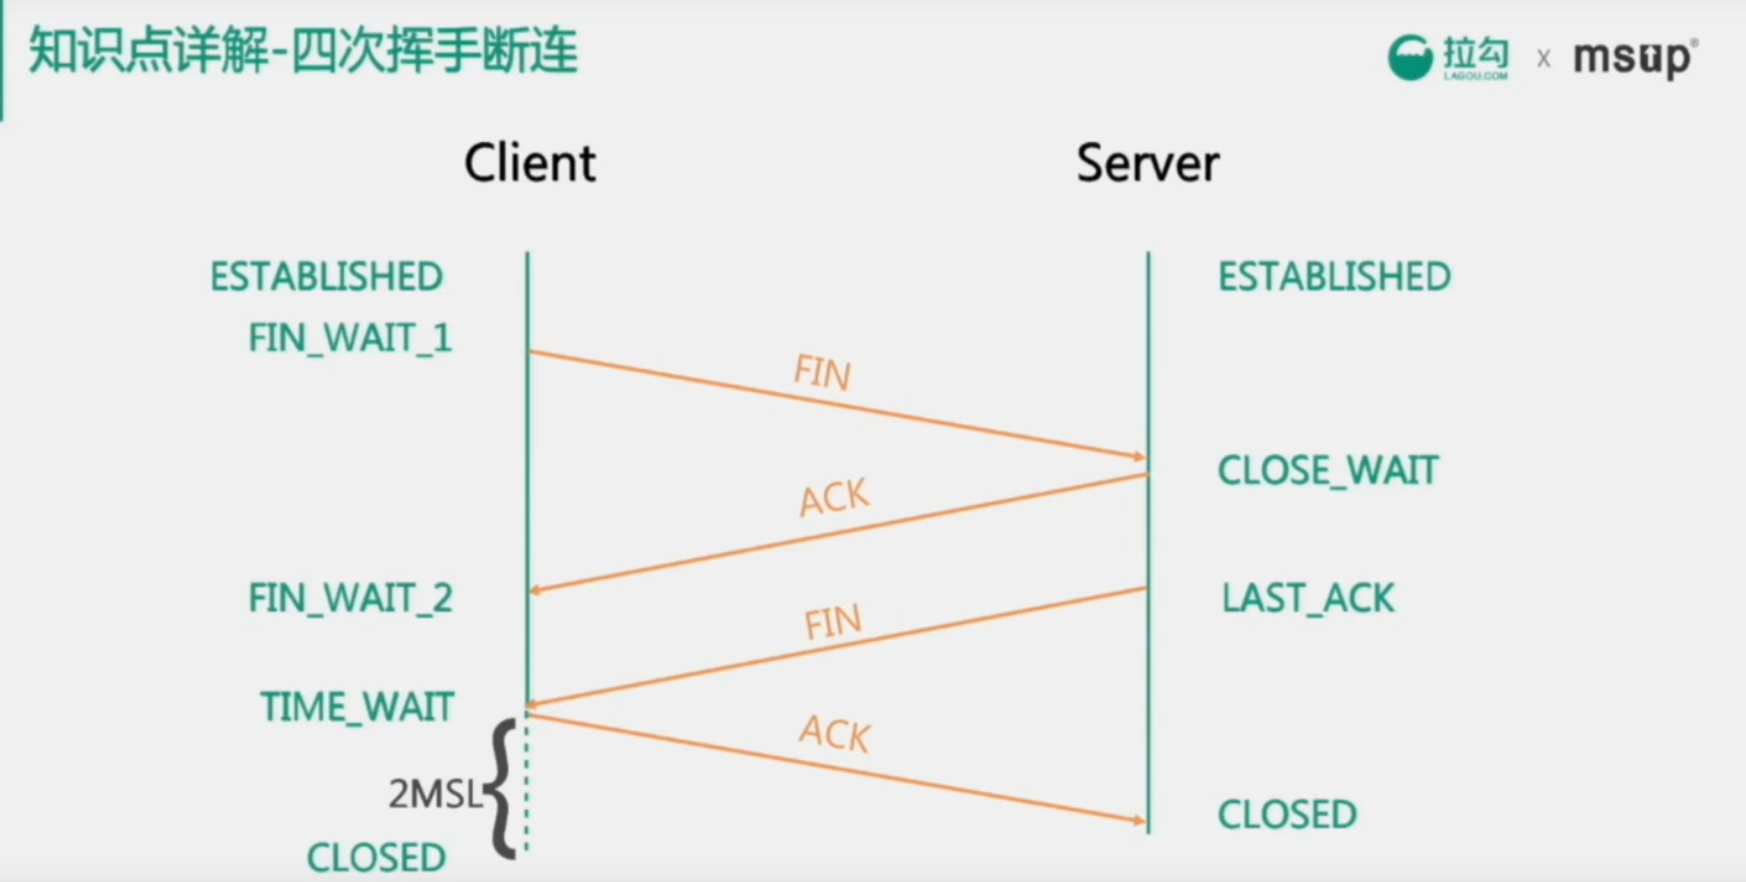 知识点详解-四次挥手断连
拉勾 x msup®
LAGOU.COM
Client Server
ESTABLISHED ESTABLISHED
FIN_WAIT_1
FIN
CLOSE_WAIT
ACK
FIN_WAIT_2 LAST_ACK
FIN
TIME_WAIT
ACK
2MSL
CLOSED
CLOSED